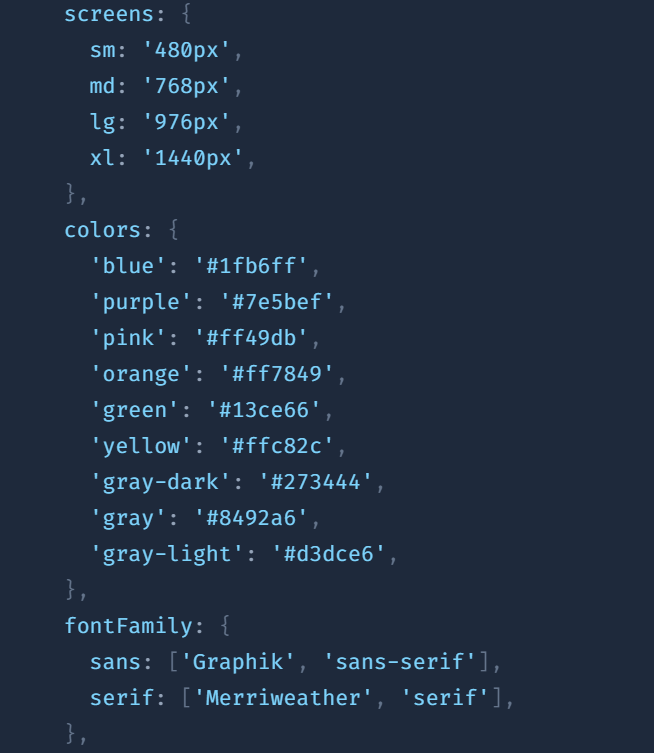 screens: {
  sm: '480px',
  md: '768px',
  lg: '976px',
  xl: '1440px',
},
colors: {
  'blue': '#1fb6ff',
  'purple': '#7e5bef',
  'pink': '#ff49db',
  'orange': '#ff7849',
  'green': '#13ce66',
  'yellow': '#ffc82c',
  'gray-dark': '#273444',
  'gray': '#8492a6',
  'gray-light': '#d3dce6',
},
fontFamily: {
  sans: ['Graphik', 'sans-serif'],
  serif: ['Merriweather', 'serif'],
},